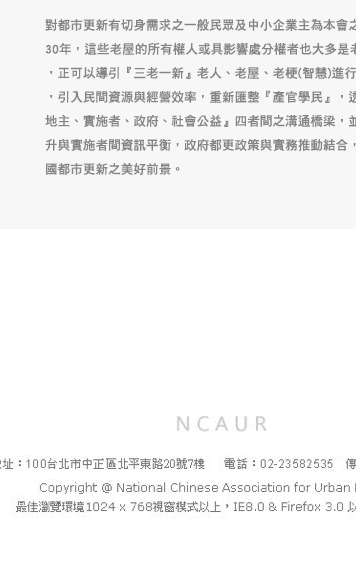 對都市更新有切身需求之一般民眾及中小企業主為本會之
30年，這些老屋的所有權人或具影響處分權者也大多是老
，正可以導引『三老一新』老人、老屋、老梗(智慧)進行
，引入民間資源與經營效率，重新匯整『產官學民』，透
地主、實施者、政府、社會公益』四者間之溝通橋梁，並
升與實施者間資訊平衡，政府都更政策與實務推動結合，
國都市更新之美好前景。
NCAUR
址：100台北市中正區北平東路20號7樓 電話：02-23582535 傳
Copyright @ National Chinese Association for Urban
最佳瀏覽環境1024 x 768視窗模式以上，IE8.0 & Firefox 3.0 以